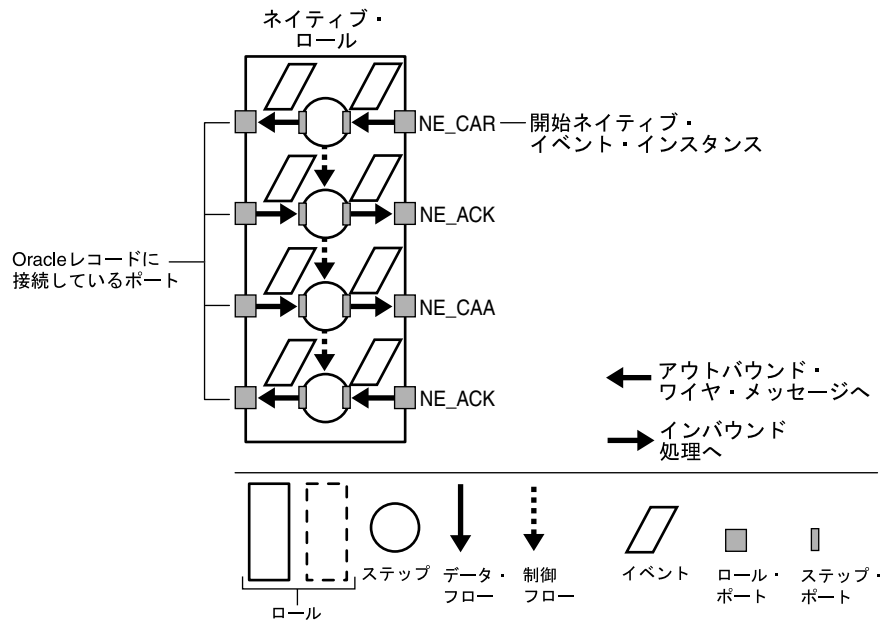 ネイティブ・
ロール
NE_CAR
開始ネイティブ・
イベント・インスタンス
NE_ACK
Oracleレコードに
接続しているポート
NE_CAA
NE_ACK
アウトバウンド・
ワイヤ・メッセージへ
インバウンド
処理へ
ステップ
データ・
フロー
制御
フロー
イベント
ロール・
ポート
ステップ・
ポート
ロール